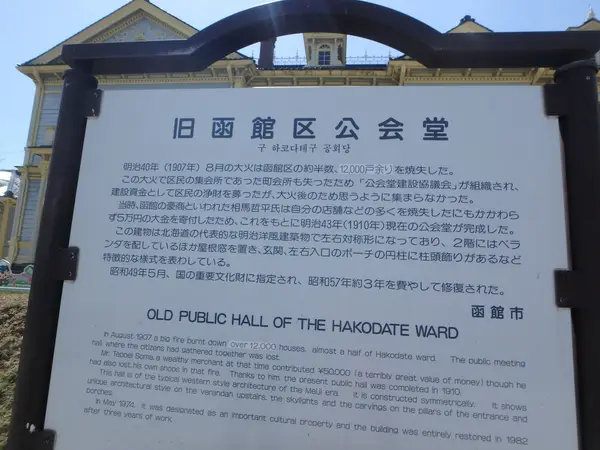 旧函館区公会堂
구 하코다테구 공회당
明治40年（1907年）8月の大火は函館区の約半数、12,000戸余りを焼失した。
この大火で区民の集会所であった町会所も失ったため「公会堂建設協議会」が組織され、
建設資金として区民の浄財を募ったが、大火後のため思うように集まらなかった。
当時、函館の豪商といわれた相馬哲平氏は自分の店舗などの多くを焼失したにもかかわら
ず5万円の大金を寄付したため、これをもとに明治43年（1910年）現在の公会堂が完成した。
この建物は北海道の代表的な明治洋風建築物で左右対称形になっており、2階にはベラ
ンダを配しているほか屋根窓を置き、玄関、左右入口のポーチの円柱に柱頭飾りがあるなど
特徴的な様式を表わしている。
昭和49年5月、国の重要文化財に指定され、昭和57年約3年を費やして修復された。
函館市
OLD PUBLIC HALL OF THE HAKODATE WARD
In August 1907 a big fire burnt down over 12,000 houses, almost a half of Hakodate ward. The public meeting
hall where the citizens had gathered together was lost.
Mr. Teppei Soma, a wealthy merchant at that time contributed ¥50,000 (a terribly great value of money) though he
had also lost his own shops in that fire. Thanks to him the present public hall was completed in 1910.
This hall is of the typical western style architecture of the Meiji era. It is constructed symmetrically. It shows
unique architectural style on the verandah upstairs, the skylights and the carvings on the pillars of the entrance and
porches.
In May 1974, it was designated as an important cultural property and the building was entirely restored in 1982
after three years of work.